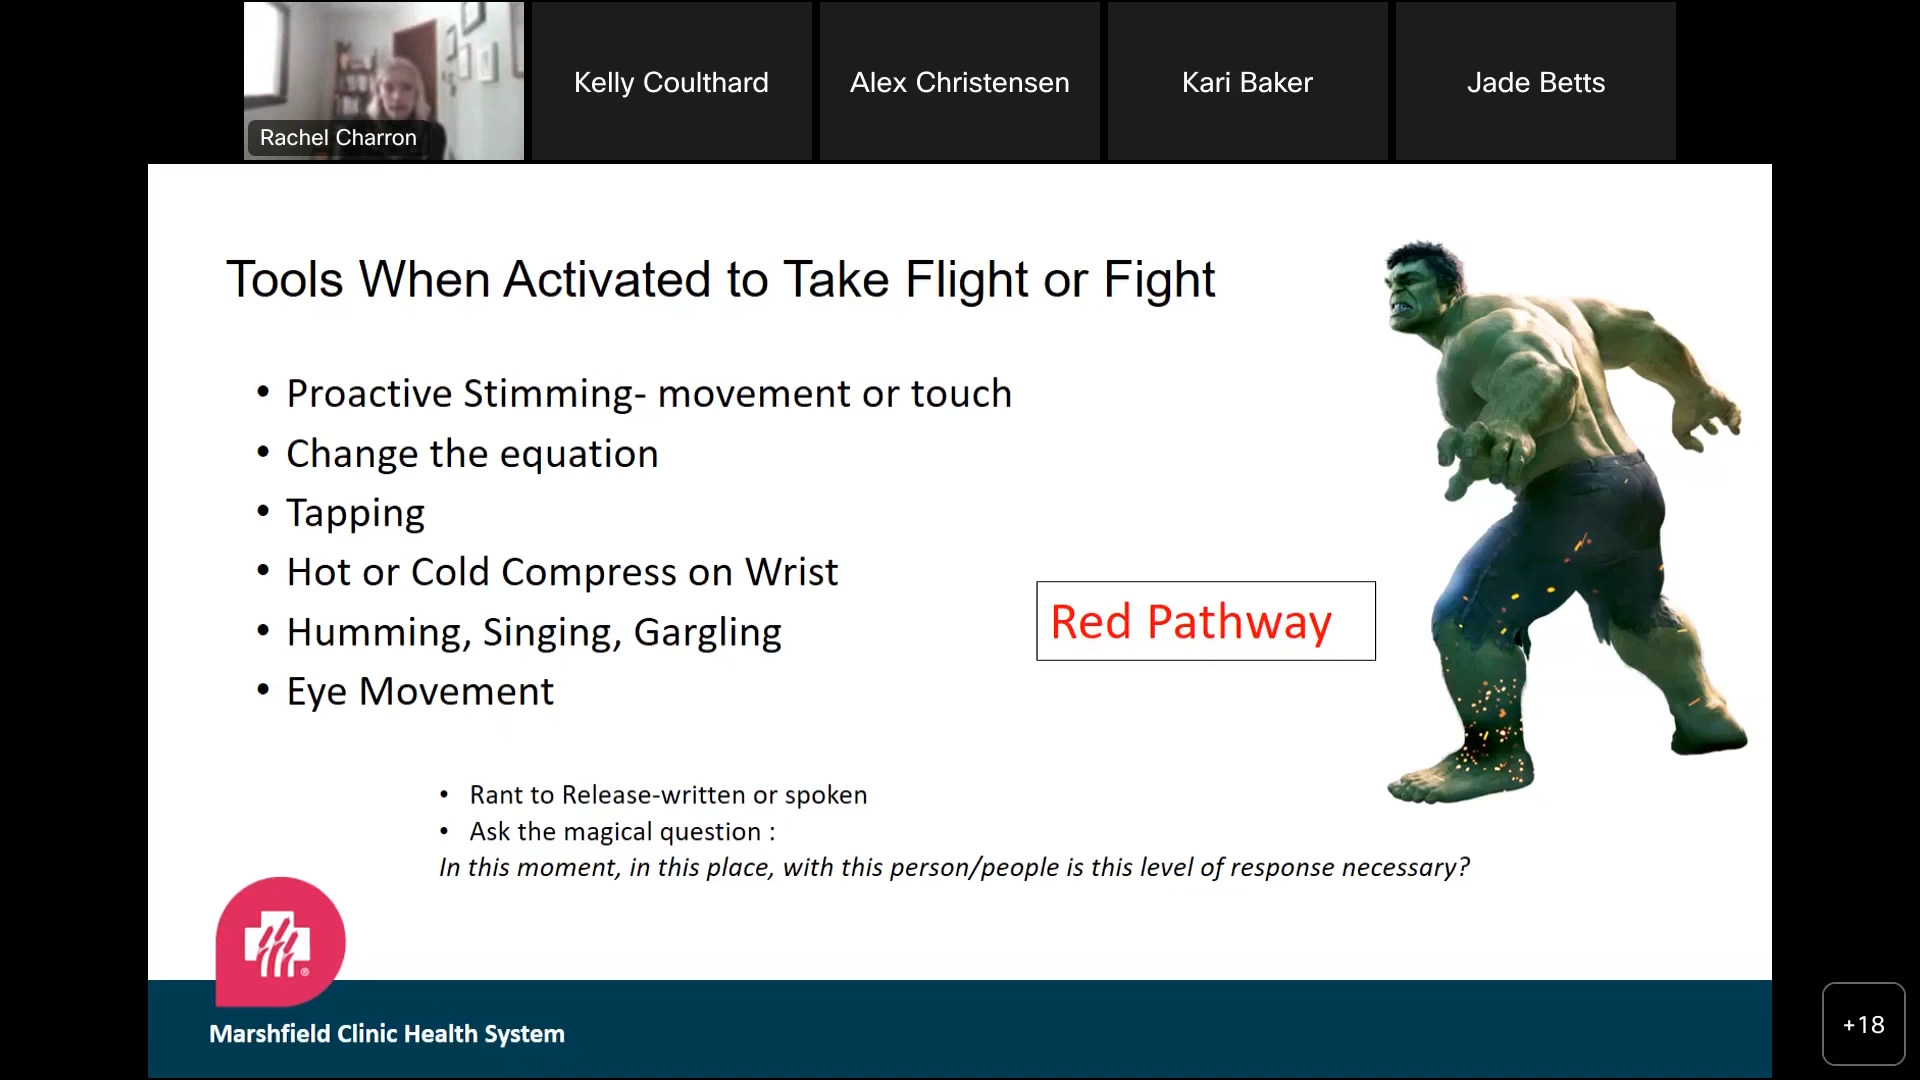 Kelly Coulthard
Alex Christensen
Kari Baker
Jade Betts
Rachel Charron
Tools When Activated to Take Flight or Fight
• Proactive Stimming- movement or touch
• Change the equation
• Tapping
• Hot or Cold Compress on Wrist
• Humming, Singing, Gargling
• Eye Movement
Red Pathway
• Rant to Release-written or spoken
• Ask the magical question :
In this moment, in this place, with this person/people is this level of response necessary?
®
Marshfield Clinic Health System
+18